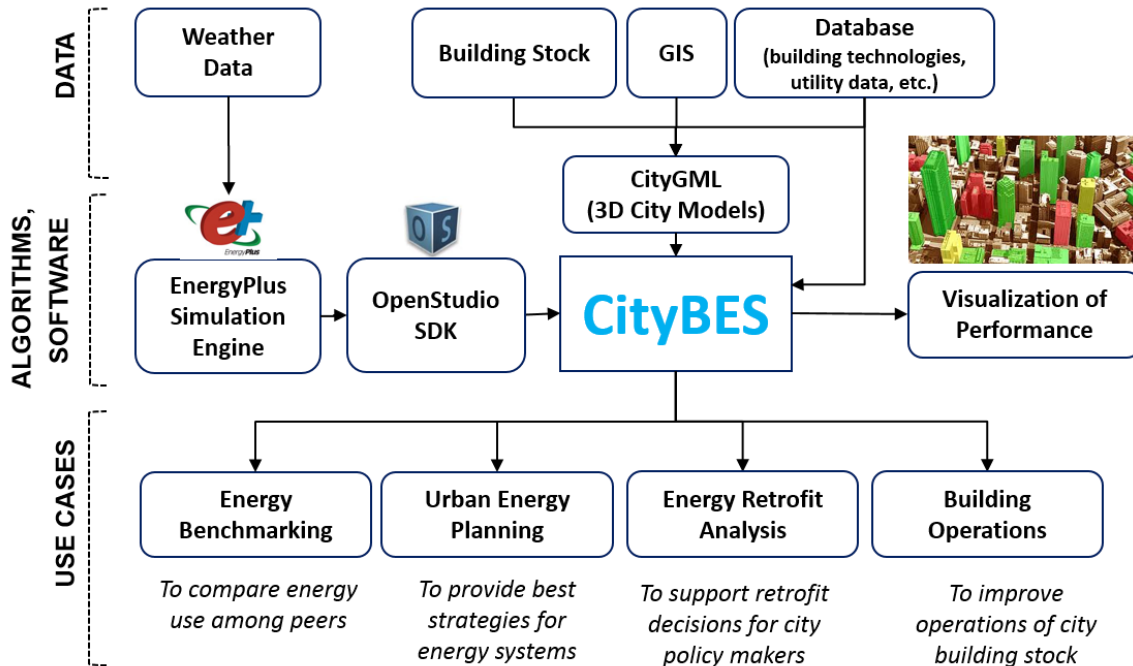 DATA
Weather
Data
Building Stock
GIS
Database
(building technologies,
utility data, etc.)
CityGML
(3D City Models)
ALGORITHMS,
SOFTWARE
e+
EnergyPlus
OS
EnergyPlus
Simulation
Engine
OpenStudio
SDK
CityBES
Visualization of
Performance
USE CASES
Energy
Benchmarking
Urban Energy
Planning
Energy Retrofit
Analysis
Building
Operations
To compare energy
use among peers
To provide best
strategies for
energy systems
To support retrofit
decisions for city
policy makers
To improve
operations of city
building stock